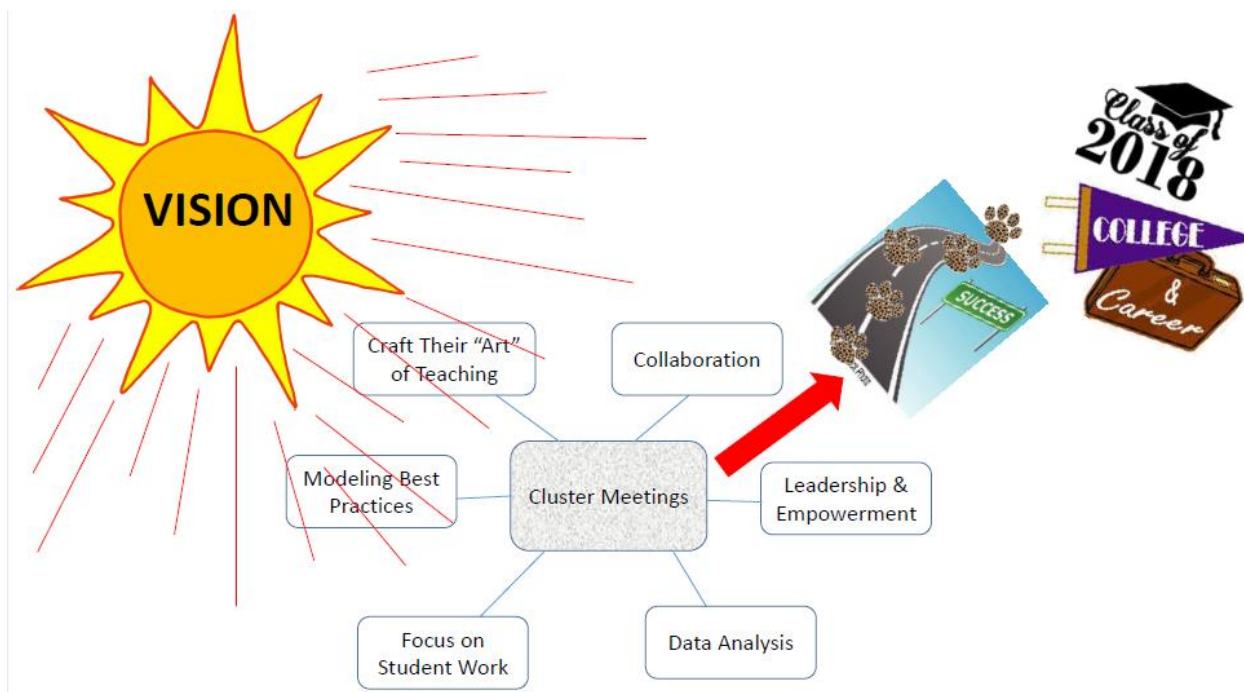 VISION
Class of
2018
COLLEGE
&
Career
SUCCESS
Craft Their “Art”
of Teaching
Collaboration
Modeling Best
Practices
Cluster Meetings
Leadership &
Empowerment
Focus on
Student Work
Data Analysis